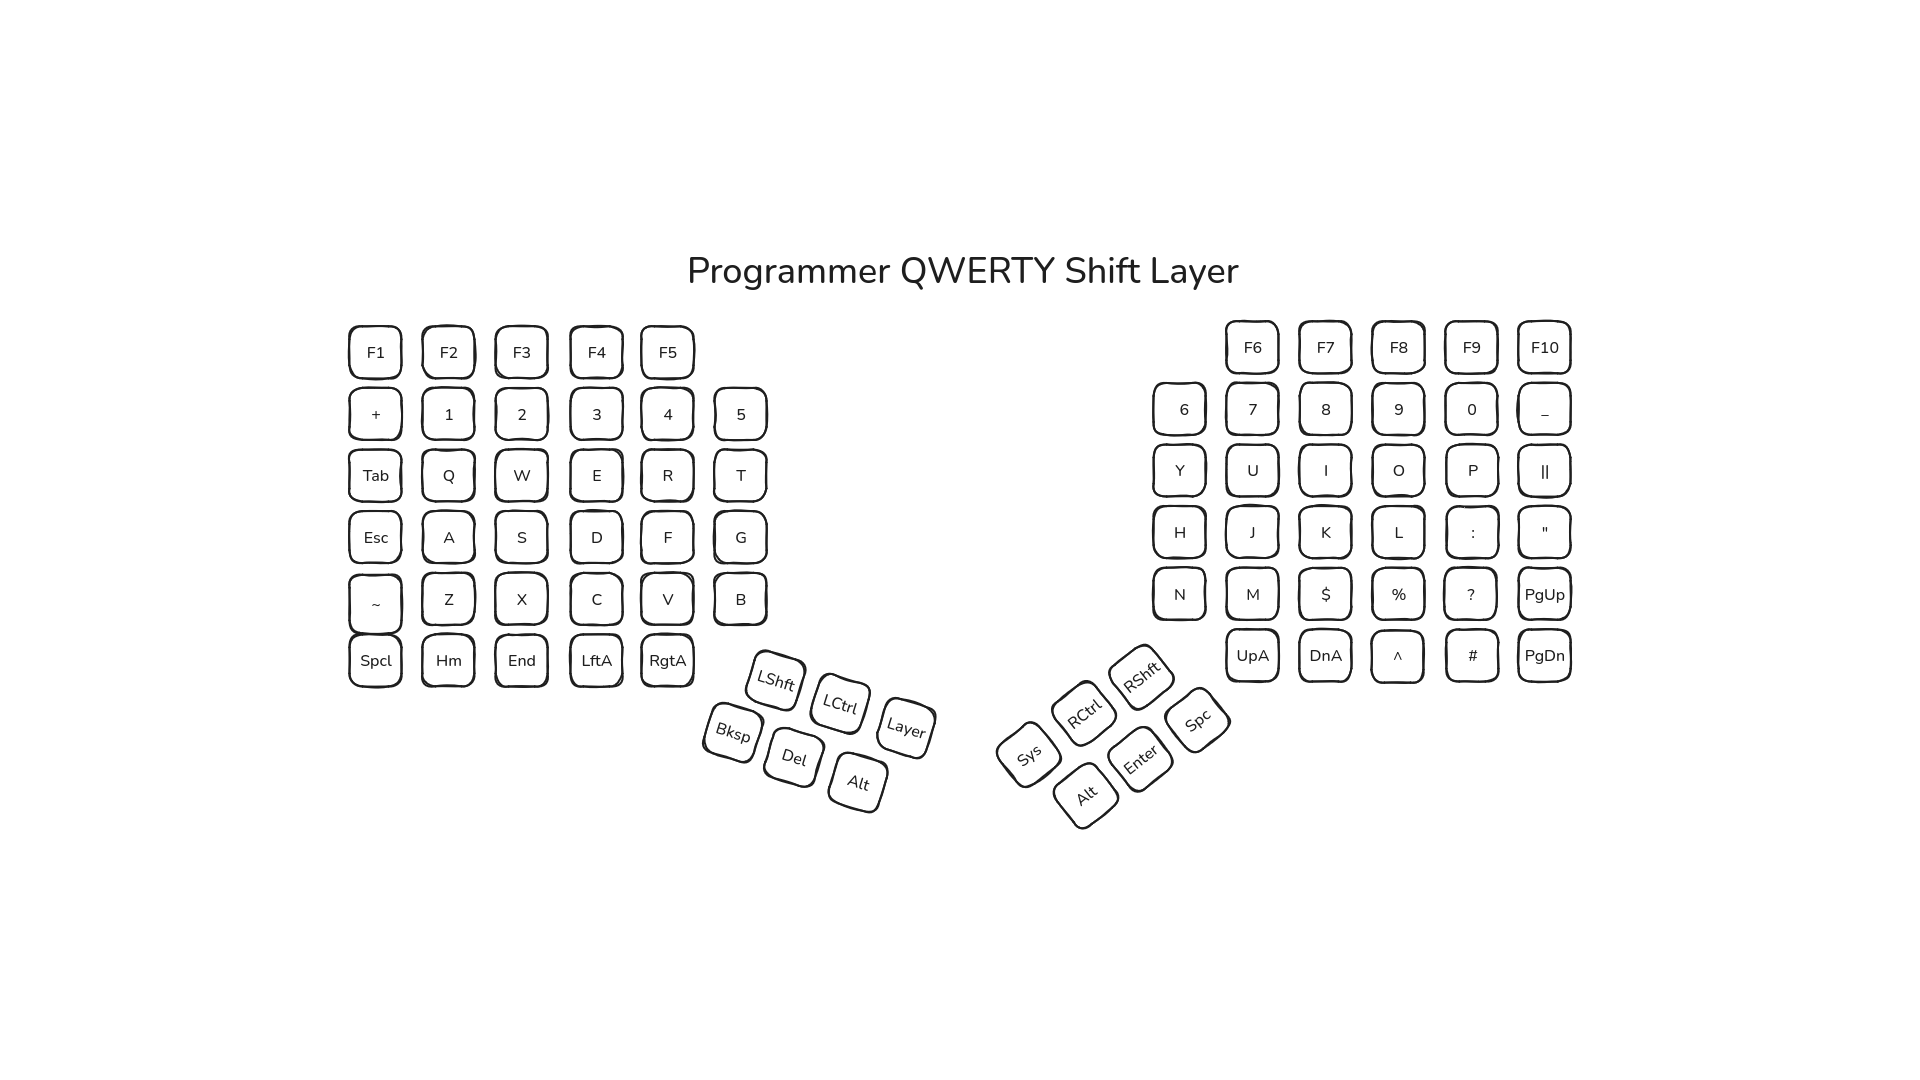 Programmer QWERTY Shift Layer
F1 F2 F3 F4 F5 F6 F7 F8 F9 F10
+ 1 2 3 4 5 6 7 8 9 0 _
Tab Q W E R T Y U I O P ||
Esc A S D F G H J K L : "
~ Z X C V B N M $ % ? PgUp
Spcl Hm End LftA RgtA UpA DnA ^ # PgDn
LShft LCtrl Layer Sys RCtrl RShft
Bksp Del Alt Alt Enter Spc